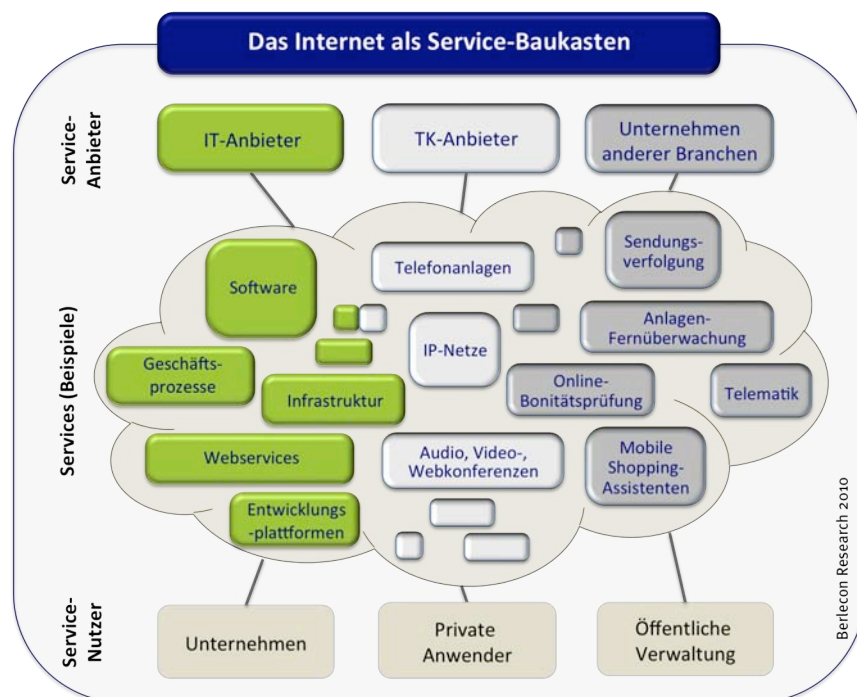 Das Internet als Service-Baukasten
Service-
Anbieter
IT-Anbieter
TK-Anbieter
Unternehmen
anderer Branchen
Services (Beispiele)
Software
Telefonanlagen
Sendungs-
verfolgung
IP-Netze
Anlagen-
Fernüberwachung
Geschäfts-
prozesse
Infrastruktur
Online-
Bonitätsprüfung
Telematik
Webservices
Audio, Video-,
Webkonferenzen
Mobile
Shopping-
Assistenten
Entwicklungs
-plattformen
Service-
Nutzer
Unternehmen
Private
Anwender
Öffentliche
Verwaltung
Berlecon Research 2010